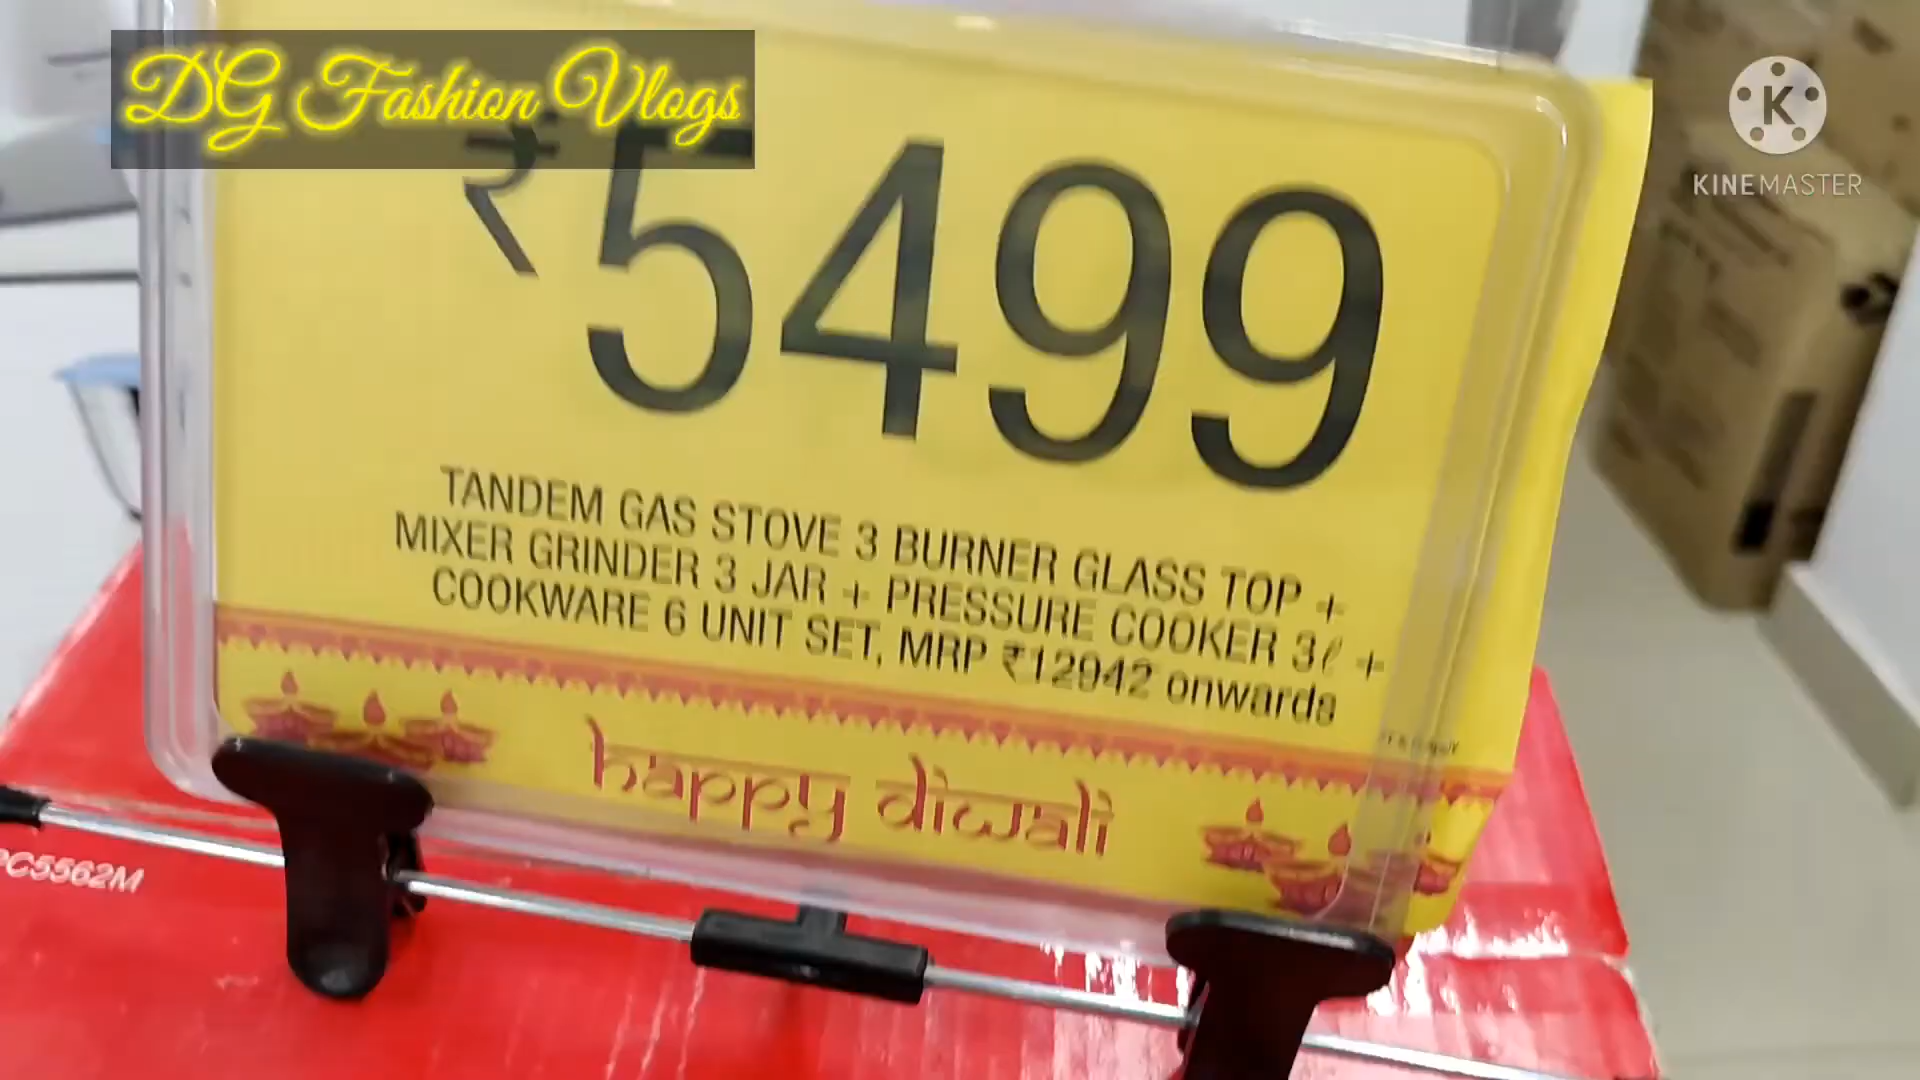 DG Fashion Vlogs
K
KINEMASTER
₹5499
TANDEM GAS STOVE 3 BURNER GLASS TOP +
MIXER GRINDER 3 JAR + PRESSURE COOKER 3ℓ +
COOKWARE 6 UNIT SET, MRP ₹12942 onwards
happy diwali
PC5562M